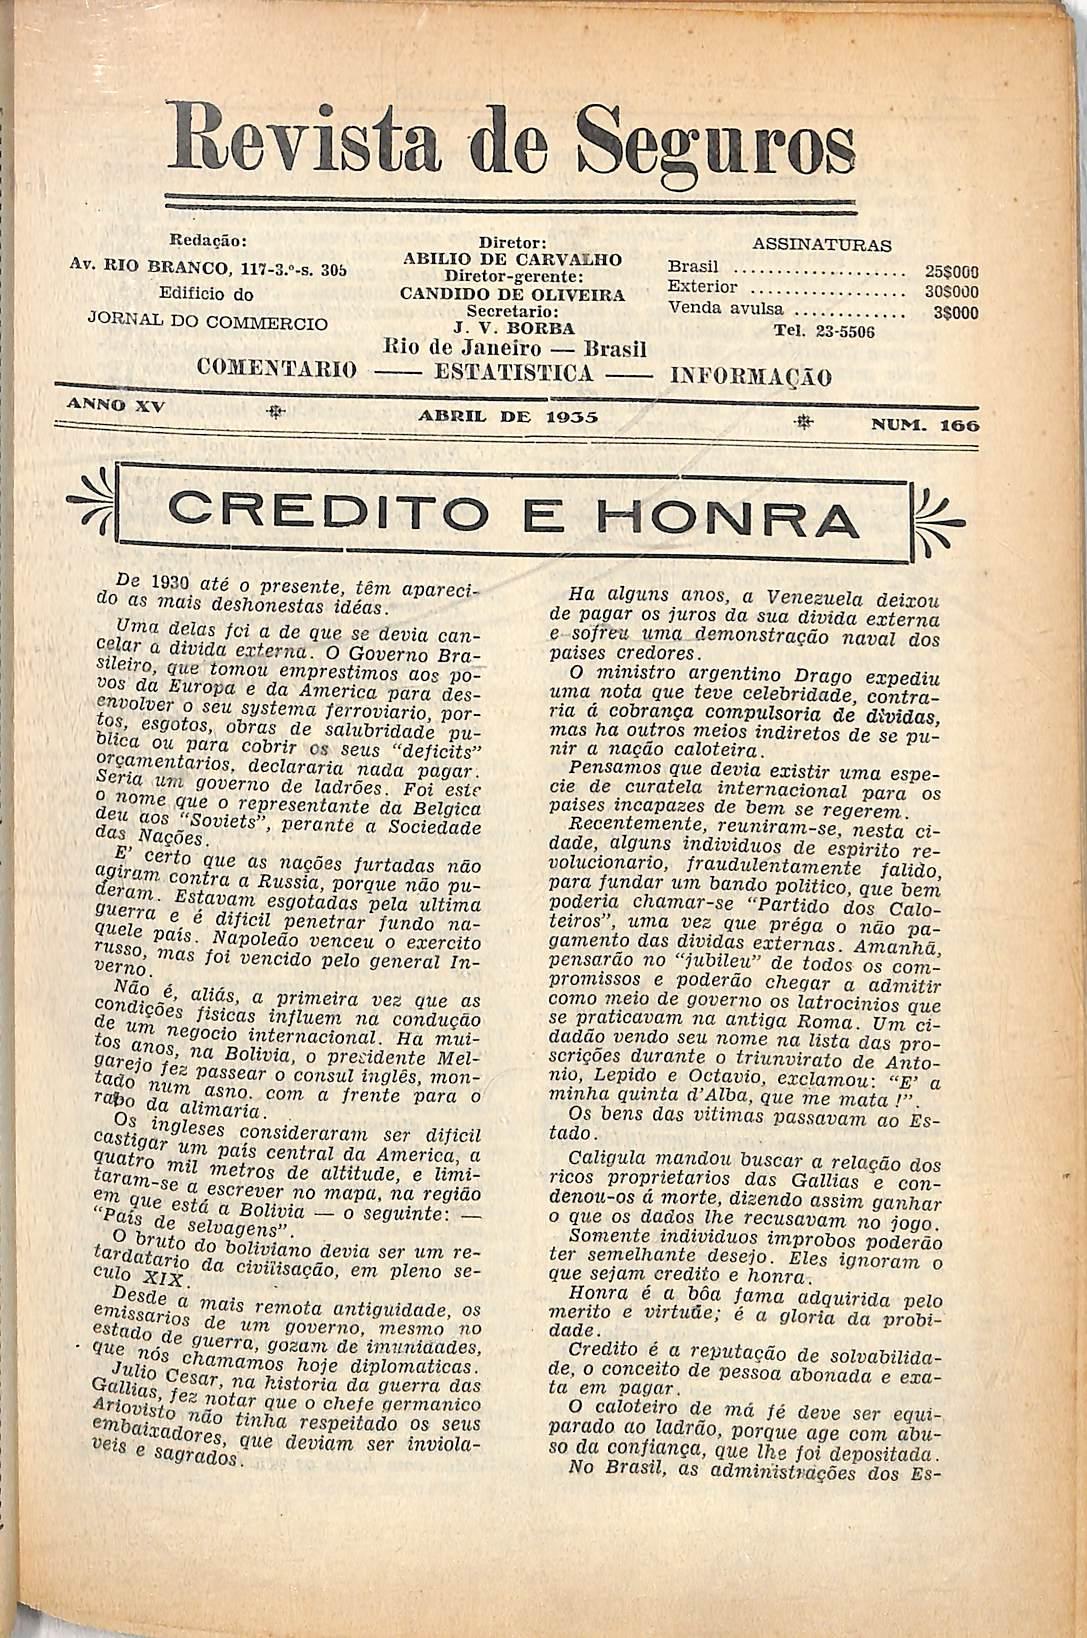 Revista de Seguros
Redação:
Av. RIO BRANCO, 117-3.º-s. 305
Edificio do
JORNAL DO COMMERCIO
Diretor:
ABILIO DE CARVALHO
Diretor-gerente:
CANDIDO DE OLIVEIRA
Secretario:
J. V. BORBA
Rio de Janeiro — Brasil
ASSINATURAS
Brasil .................... 25$000
Exterior .................. 30$000
Venda avulsa ............. 3$000
Tel. 23-5506
COMENTARIO —— ESTATISTICA —— INFORMAÇÃO
ANNO XV ABRIL DE 1935 NUM. 166
CREDITO E HONRA
De 1930 até o presente, têm apareci-
do as mais deshonestas idéas.
Uma delas foi a de que se devia can-
celar a divida externa. O Governo Bra-
sileiro, que tomou emprestimos aos po-
vos da Europa e da America para des-
envolver o seu systema ferroviario, por-
tos, esgotos, obras de salubridade pu-
blica ou para cobrir os seus “deficits”
orçamentarios, declararia nada pagar.
Seria um governo de ladrões. Foi este
o nome que o representante da Belgica
deu aos “Soviets”, perante a Sociedade
das Nações.
E’ certo que as nações furtadas não
agiram contra a Russia, porque não pu-
deram. Estavam esgotadas pela ultima
guerra e é dificil penetrar fundo na-
quele país. Napoleão venceu o exercito
russo, mas foi vencido pelo general In-
verno.
Não é, aliás, a primeira vez que as
condições fisicas influem na condução
de um negocio internacional. Ha mui-
tos anos, na Bolivia, o presidente Mel-
garejo fez passear o consul inglês, mon-
tado num asno. com a frente para o
rabo da alimaria.
Os ingleses consideraram ser dificil
castigar um país central da America, a
quatro mil metros de altitude, e limi-
taram-se a escrever no mapa, na região
em que está a Bolivia — o seguinte: —
“País de selvagens”.
O bruto do boliviano devia ser um re-
tardatario da civilisação, em pleno se-
culo XIX.
Desde a mais remota antiguidade, os
emissarios de um governo, mesmo no
estado de guerra, gozam de imunidades,
que nós chamamos hoje diplomaticas.
Julio Cesar, na historia da guerra das
Gallias, fez notar que o chefe germanico
Ariovisto não tinha respeitado os seus
embaixadores, que deviam ser inviola-
veis e sagrados.
Ha alguns anos, a Venezuela deixou
de pagar os juros da sua divida externa
e sofreu uma demonstração naval dos
paises credores.
O ministro argentino Drago expediu
uma nota que teve celebridade, contra-
ria á cobrança compulsoria de dividas,
mas ha outros meios indiretos de se pu-
nir a nação caloteira.
Pensamos que devia existir uma espe-
cie de curatela internacional para os
paises incapazes de bem se regerem.
Recentemente, reuniram-se, nesta ci-
dade, alguns individuos de espirito re-
volucionario, fraudulentamente falido,
para fundar um bando politico, que bem
poderia chamar-se “Partido dos Calo-
teiros”, uma vez que préga o não pa-
gamento das dividas externas. Amanhã,
pensarão no “jubileu” de todos os com-
promissos e poderão chegar a admitir
como meio de governo os latrocinios que
se praticavam na antiga Roma. Um ci-
dadão vendo seu nome na lista das pro-
scrições durante o triunvirato de Anto-
nio, Lepido e Octavio, exclamou: “E’ a
minha quinta d’Alba, que me mata !”.
Os bens das vitimas passavam ao Es-
tado.
Caligula mandou buscar a relação dos
ricos proprietarios das Gallias e con-
denou-os á morte, dizendo assim ganhar
o que os dados lhe recusavam no jogo.
Somente individuos improbos poderão
ter semelhante desejo. Eles ignoram o
que sejam credito e honra.
Honra é a bôa fama adquirida pelo
merito e virtude; é a gloria da probi-
dade.
Credito é a reputação de solvabilida-
de, o conceito de pessoa abonada e exa-
ta em pagar.
O caloteiro de má fé deve ser equi-
parado ao ladrão, porque age com abu-
so da confiança, que lhe foi depositada.
No Brasil, as administrações dos Es-